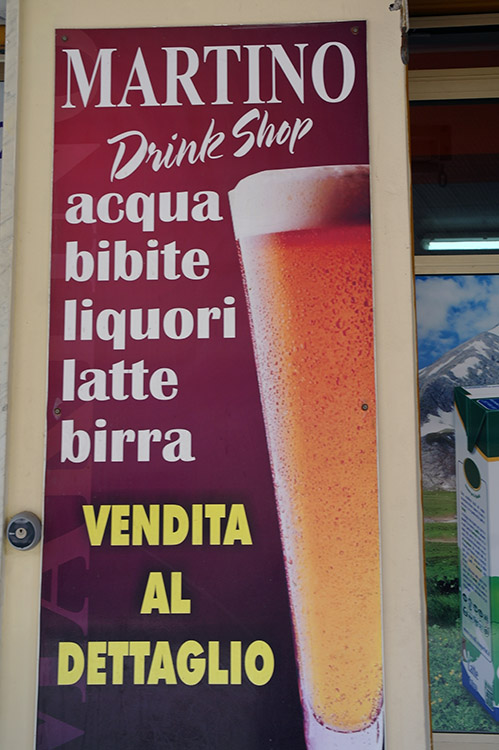 MARTINO
Drink Shop
acqua
bibite
liquori
latte
birra
VENDITA
AL
DETTAGLIO